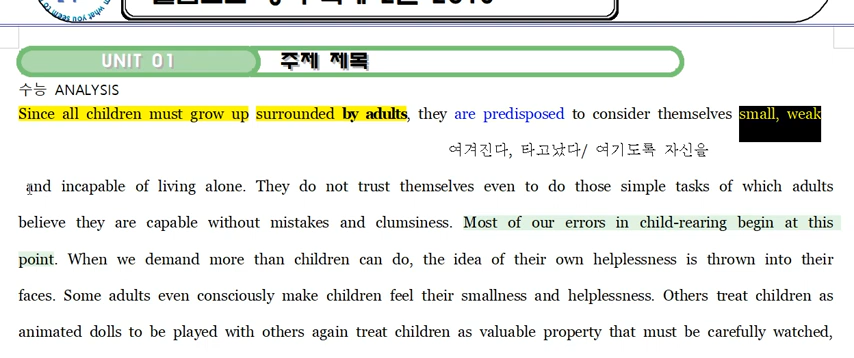 UNIT 01
주제 제목
수능 ANALYSIS
Since all children must grow up surrounded by adults, they are predisposed to consider themselves small, weak
여겨진다, 타고났다/ 여기도록 자신을
and incapable of living alone. They do not trust themselves even to do those simple tasks of which adults
believe they are capable without mistakes and clumsiness. Most of our errors in child-rearing begin at this
point. When we demand more than children can do, the idea of their own helplessness is thrown into their
faces. Some adults even consciously make children feel their smallness and helplessness. Others treat children as
animated dolls to be played with others again treat children as valuable property that must be carefully watched,